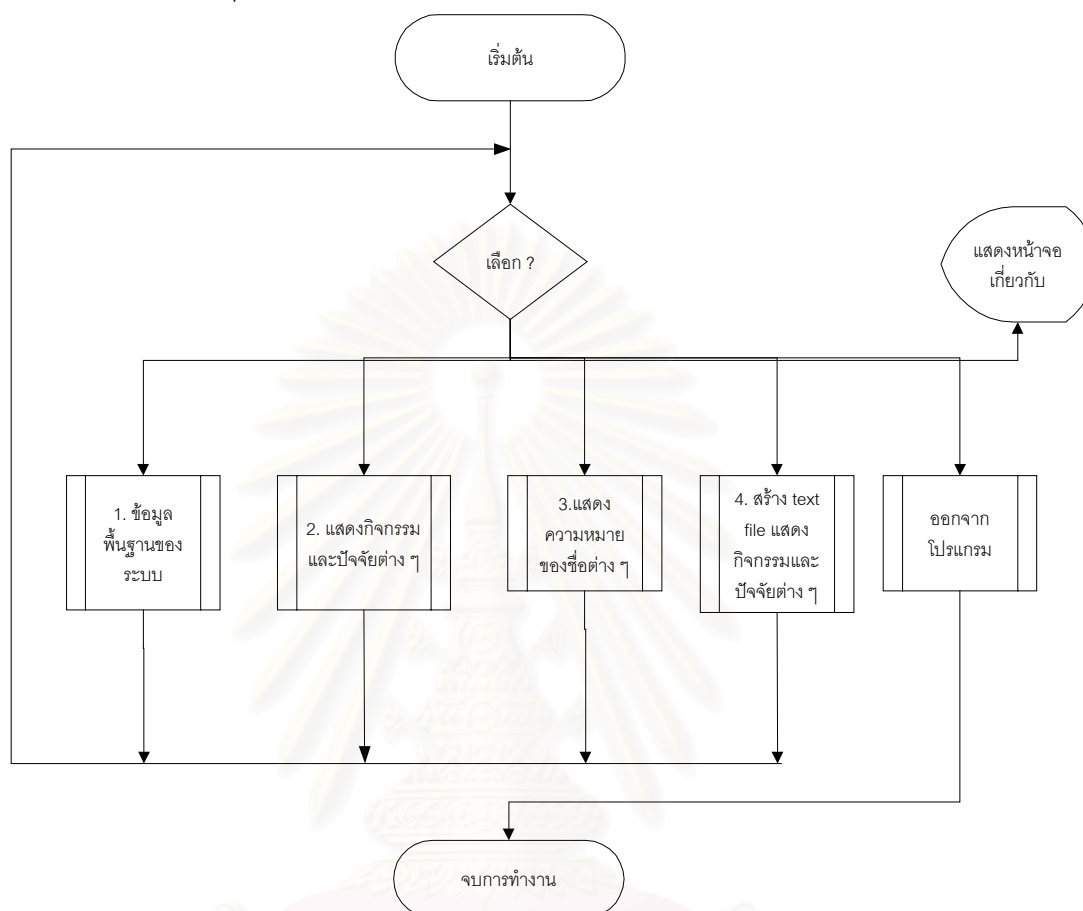 เริ่มต้น
เลือก ?
แสดงหน้าจอ
เกี่ยวกับ
1. ข้อมูล
พื้นฐานของ
ระบบ
2. แสดงกิจกรรม
และปัจจัยต่าง ๆ
3.แสดง
ความหมาย
ของชื่อต่าง ๆ
4. สร้าง text
file แสดง
กิจกรรมและ
ปัจจัยต่าง ๆ
ออกจาก
โปรแกรม
จบการทำงาน